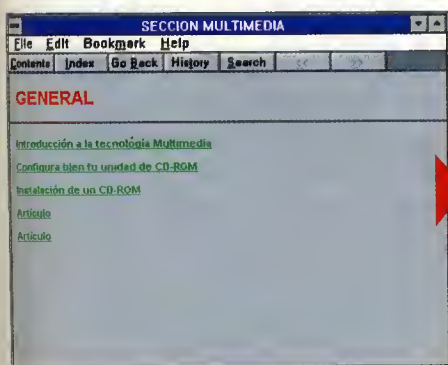 SECCION MULTIMEDIA
File Edit Bookmark Help
Contents Index Go Back History Search << >>
GENERAL
Introducción a la tecnológia Multimedia
Configura bien tu unidad de CD-ROM
Instalación de un CD-ROM
Artículo
Artículo